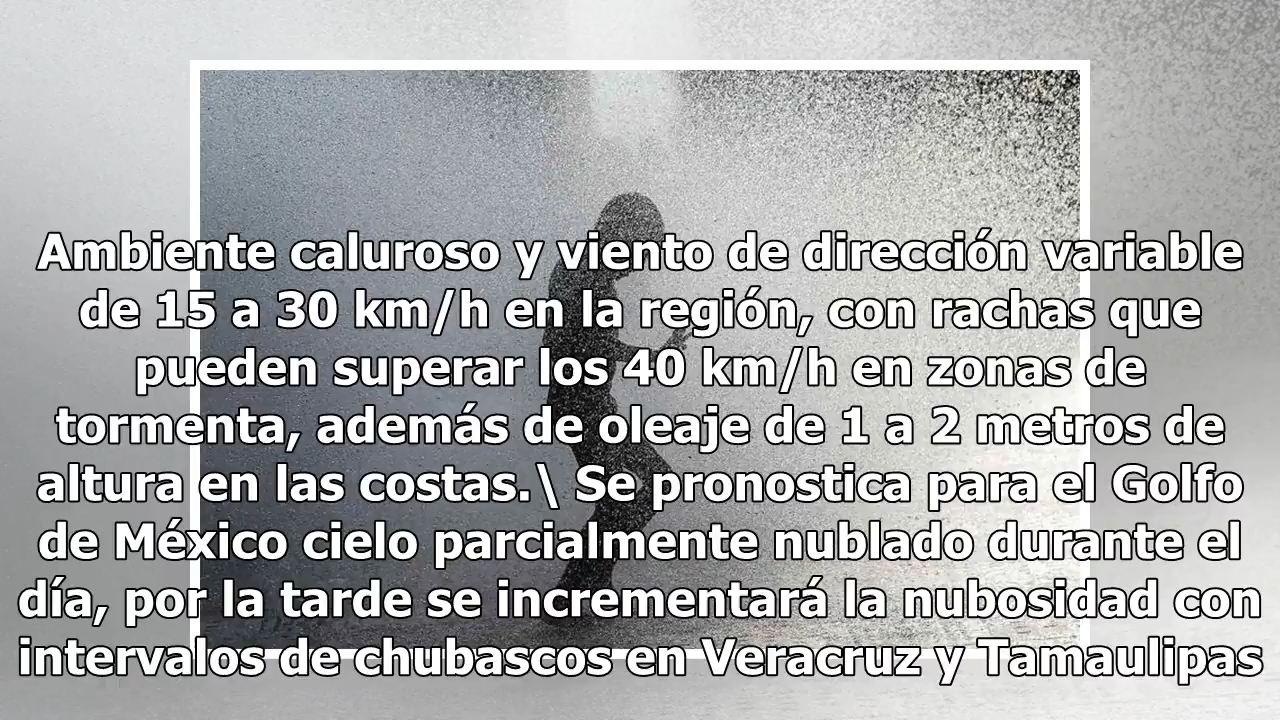 Ambiente caluroso y viento de dirección variable
de 15 a 30 km/h en la región, con rachas que
pueden superar los 40 km/h en zonas de
tormenta, además de oleaje de 1 a 2 metros de
altura en las costas.\ Se pronostica para el Golfo
de México cielo parcialmente nublado durante el
día, por la tarde se incrementará la nubosidad con
intervalos de chubascos en Veracruz y Tamaulipas